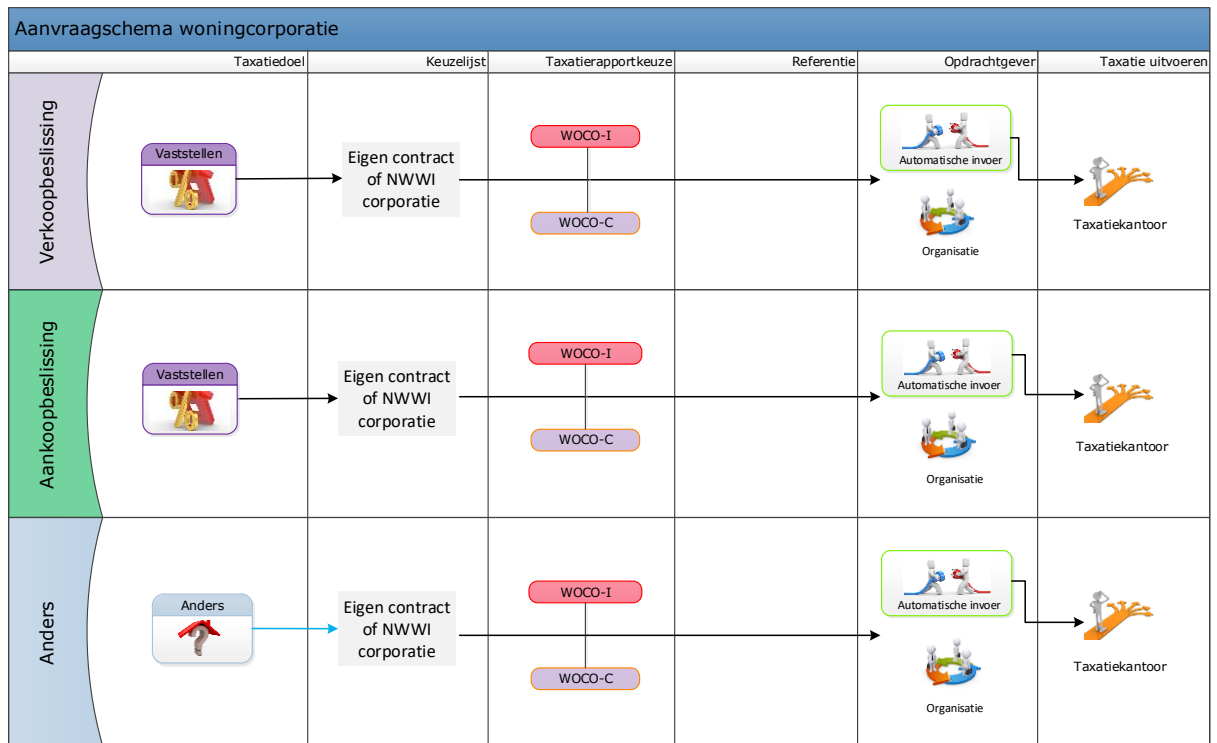 Aanvraagschema woningcorporatie
Taxatiedoel
Keuzelijst
Taxatierapportkeuze
Referentie
Opdrachtgever
Taxatie uitvoeren
Verkoopbeslissing
Vaststellen
Eigen contract
of NWWI
corporatie
WOCO-I
WOCO-C
Automatische invoer
Organisatie
Taxatiekantoor
Aankoopbeslissing
Vaststellen
Eigen contract
of NWWI
corporatie
WOCO-I
WOCO-C
Automatische invoer
Organisatie
Taxatiekantoor
Anders
Anders
Eigen contract
of NWWI
corporatie
WOCO-I
WOCO-C
Automatische invoer
Organisatie
Taxatiekantoor